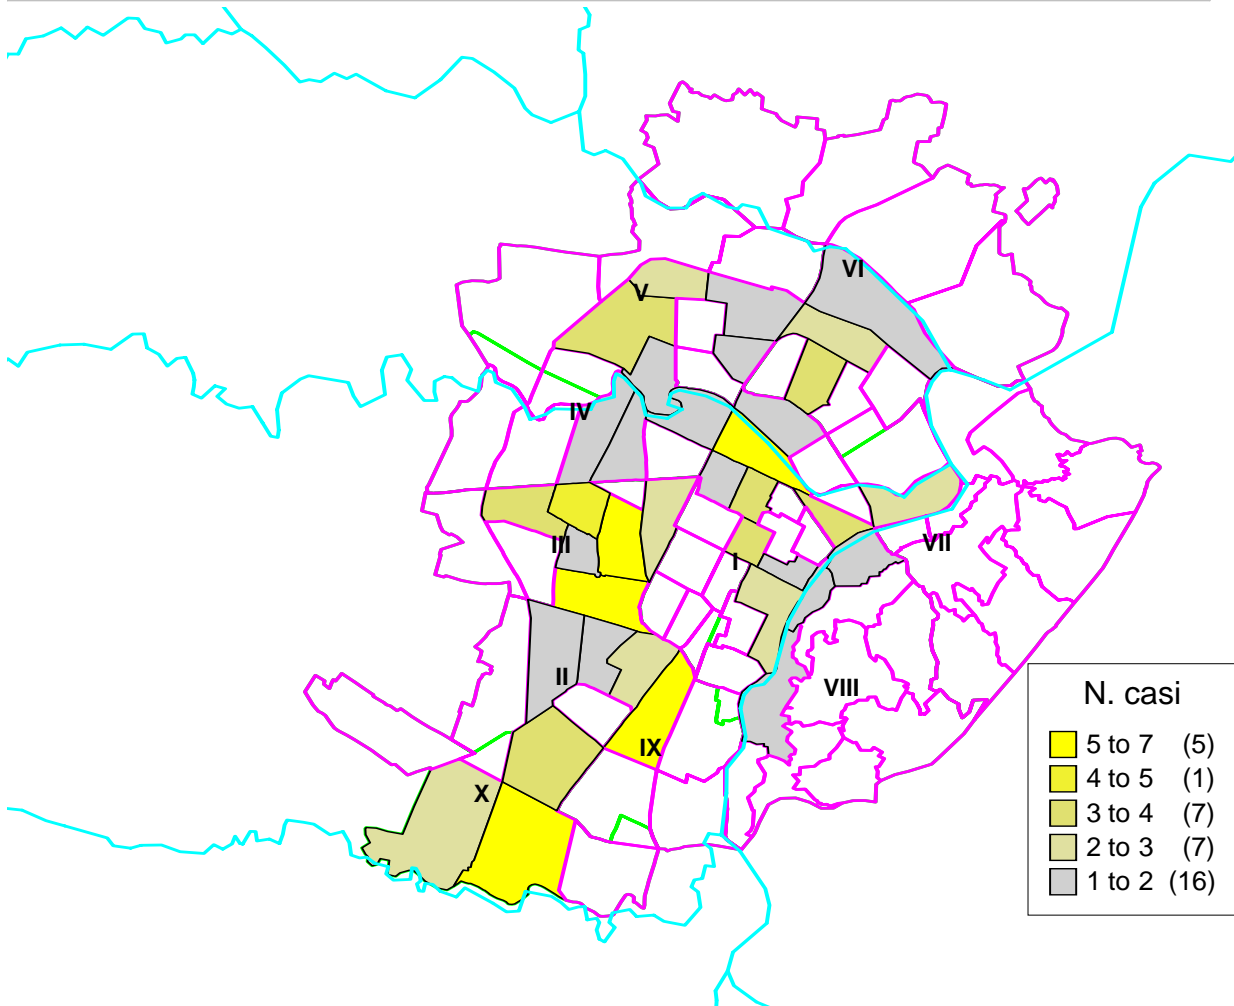 VI
V
IV
III
VII
I
II
VIII
IX
X
N. casi
5 to 7 (5)
4 to 5 (1)
3 to 4 (7)
2 to 3 (7)
1 to 2 (16)